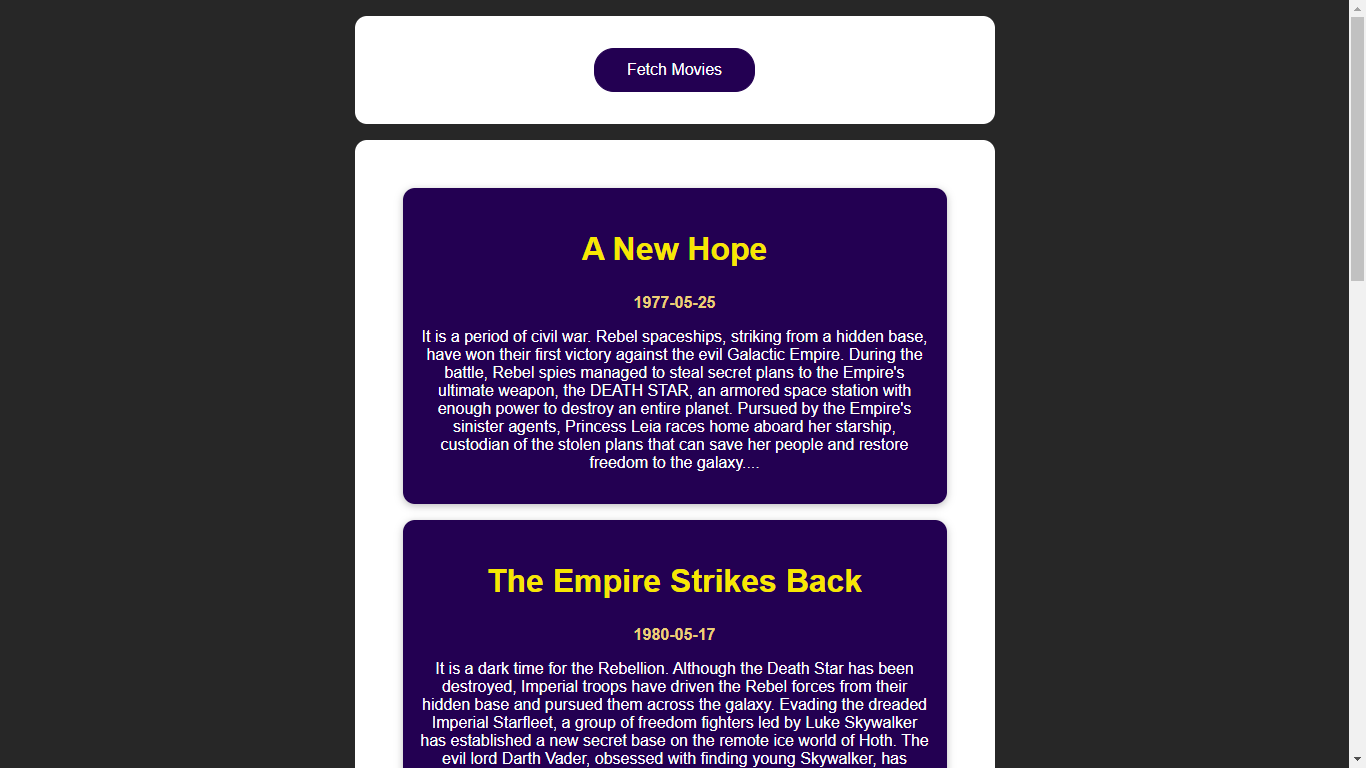 Fetch Movies
A New Hope
1977-05-25
It is a period of civil war. Rebel spaceships, striking from a hidden base,
have won their first victory against the evil Galactic Empire. During the
battle, Rebel spies managed to steal secret plans to the Empire's
ultimate weapon, the DEATH STAR, an armored space station with
enough power to destroy an entire planet. Pursued by the Empire's
sinister agents, Princess Leia races home aboard her starship,
custodian of the stolen plans that can save her people and restore
freedom to the galaxy....
The Empire Strikes Back
1980-05-17
It is a dark time for the Rebellion. Although the Death Star has been
destroyed, Imperial troops have driven the Rebel forces from their
hidden base and pursued them across the galaxy. Evading the dreaded
Imperial Starfleet, a group of freedom fighters led by Luke Skywalker
has established a new secret base on the remote ice world of Hoth. The
evil lord Darth Vader, obsessed with finding young Skywalker, has